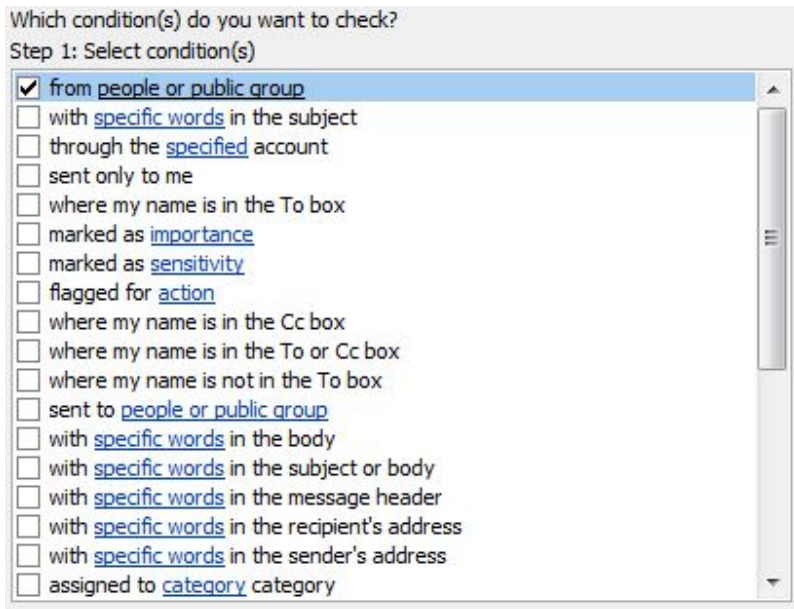 Which condition(s) do you want to check?
Step 1: Select condition(s)
from people or public group
with specific words in the subject
through the specified account
sent only to me
where my name is in the To box
marked as importance
marked as sensitivity
flagged for action
where my name is in the Cc box
where my name is in the To or Cc box
where my name is not in the To box
sent to people or public group
with specific words in the body
with specific words in the subject or body
with specific words in the message header
with specific words in the recipient's address
with specific words in the sender's address
assigned to category category